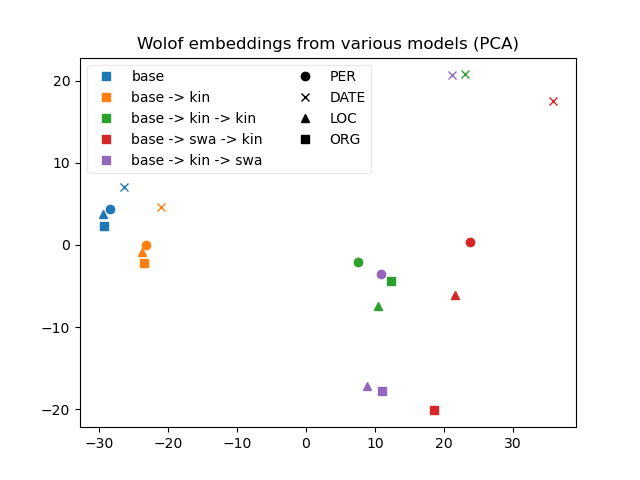 Wolof embeddings from various models (PCA)
base
base -> kin
base -> kin -> kin
base -> swa -> kin
base -> kin -> swa
PER
DATE
LOC
ORG
20
10
0
−10
−20
−30
−20
−10
0
10
20
30